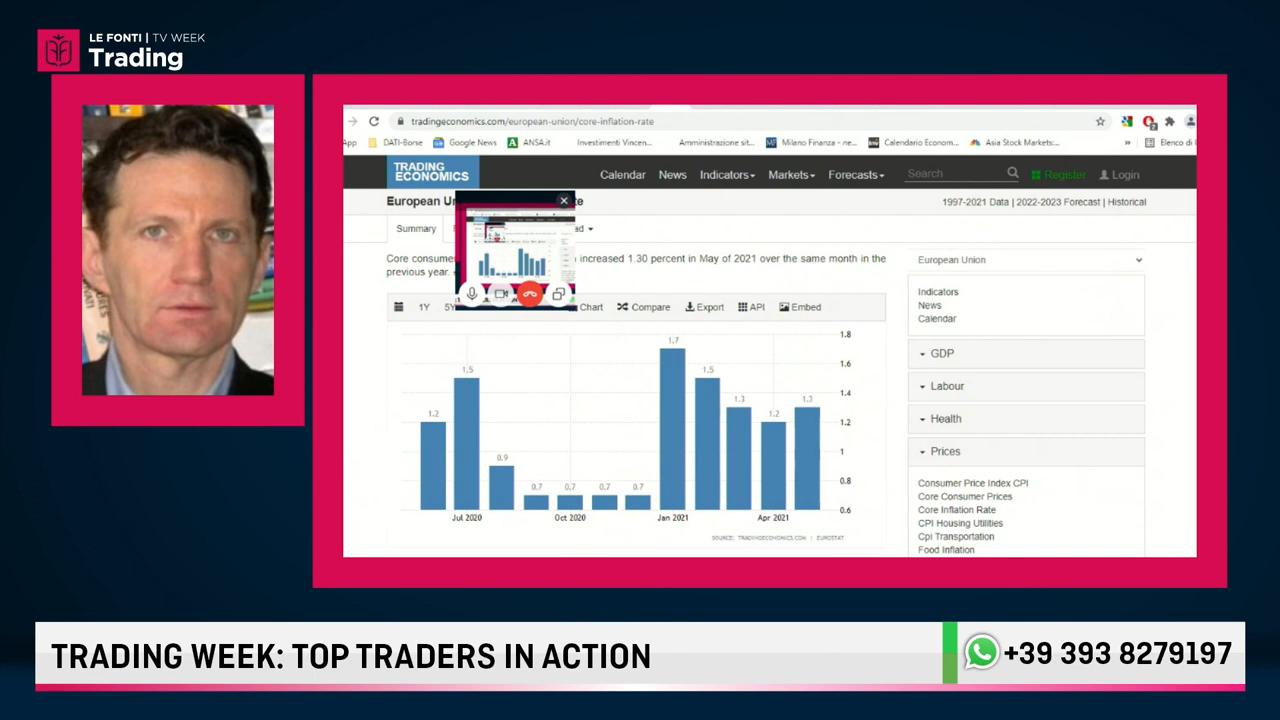 LE FONTI | TV WEEK
Trading
tradingeconomics.com/european-union/core-inflation-rate
App DATI-Borse Google News ANSA.it Investimenti Vincen... Amministrazione sit... Milano Finanza - ne... Calendario Econom... Asia Stock Markets:... » Elenco di
TRADING
ECONOMICS
Calendar News Indicators Markets Forecasts Search Register Login
European
1997-2021 Data | 2022-2023 Forecast | Historical
Summary
Core increased 1.30 percent in May of 2021 over the same month in the
previous year.
European Union
Indicators
News
Calendar
1Y Chart Compare Export API Embed
GDP
Labour
Health
Prices
Consumer Price Index CPI
Core Consumer Prices
Core Inflation Rate
CPI Housing Utilities
Cpi Transportation
Food Inflation
1.2 1.5 0.9 0.7 0.7 0.7 0.7 1.7 1.5 1.3 1.2 1.3
1.8
1.6
1.4
1.2
1
0.8
0.6
Jul 2020 Oct 2020 Jan 2021 Apr 2021
SOURCE: TRADINGECONOMICS.COM | EUROSTAT
TRADING WEEK: TOP TRADERS IN ACTION
+39 393 8279197